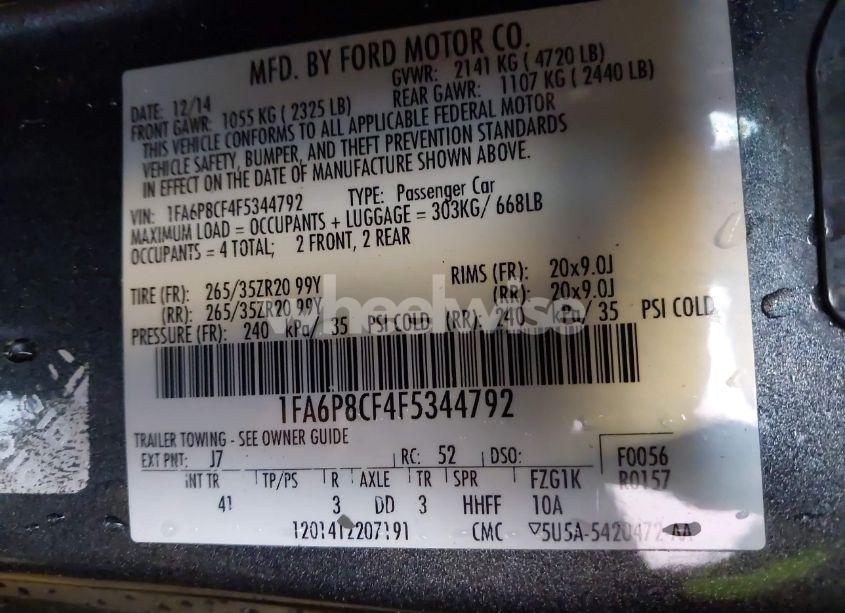 MFD. BY FORD MOTOR CO.
DATE: 12/14 GVWR: 2141 KG ( 4720 LB)
FRONT GAWR: 1055 KG ( 2325 LB) REAR GAWR: 1107 KG ( 2440 LB)
THIS VEHICLE CONFORMS TO ALL APPLICABLE FEDERAL MOTOR
VEHICLE SAFETY, BUMPER, AND THEFT PREVENTION STANDARDS
IN EFFECT ON THE DATE OF MANUFACTURE SHOWN ABOVE.
VIN: 1FA6P8CF4F5344792 TYPE: Passenger Car
MAXIMUM LOAD = OCCUPANTS + LUGGAGE = 303KG/ 668LB
OCCUPANTS = 4 TOTAL; 2 FRONT, 2 REAR
TIRE (FR): 265/35ZR20 99Y RIMS (FR): 20x9.0J
(RR): 265/35ZR20 99Y (RR): 20x9.0J
wheelwise
PRESSURE (FR): 240 kPa/ 35 PSI COLD (RR): 240 kPa/ 35 PSI COLD
1FA6P8CF4F5344792
TRAILER TOWING - SEE OWNER GUIDE
EXT PNT: J7 RC: 52 DSO: F0056
INT TR TP/PS R AXLE TR SPR FZG1K R0157
41 3 DD 3 HHFF 10A
1201412207191 CMC ▽5U5A-5420472-AA